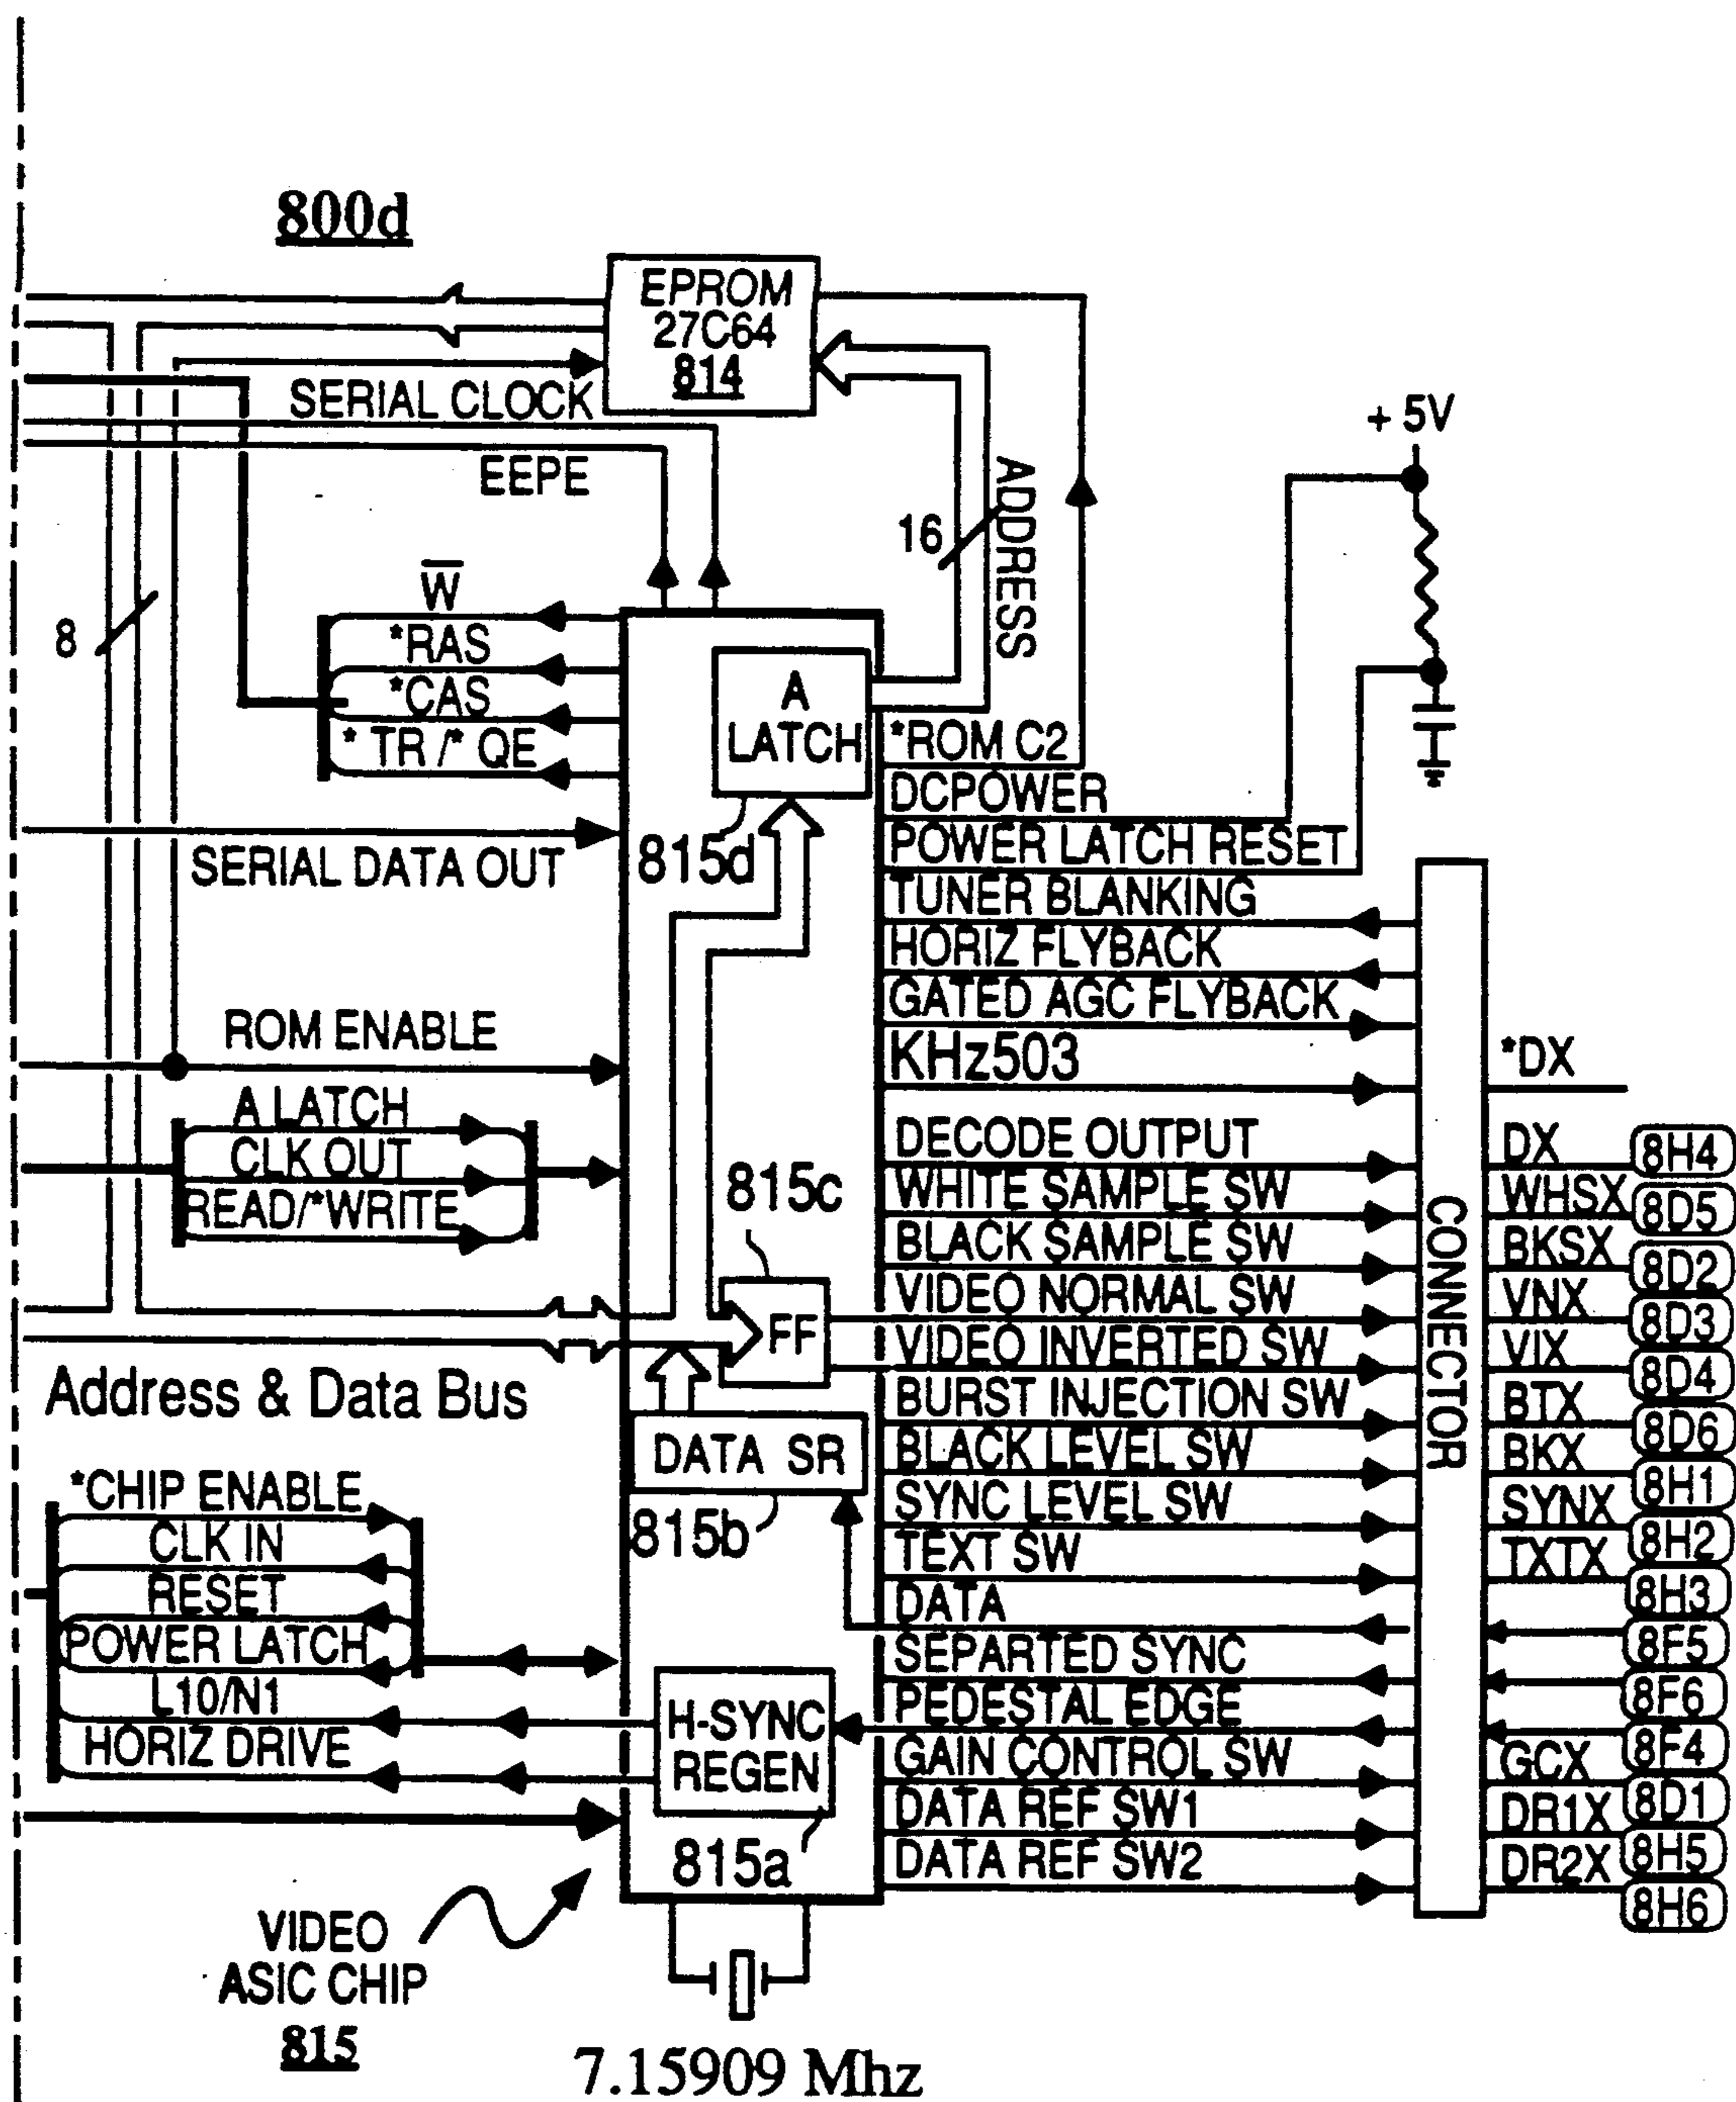 800d
EPROM
27C64
814
SERIAL CLOCK
EEPE
ADDRESS
16
+ 5V
8
W
*RAS
*CAS
* TR /* QE
A
LATCH
815d
SERIAL DATA OUT
*ROM C2
DCPOWER
POWER LATCH RESET
TUNER BLANKING
HORIZ FLYBACK
GATED AGC FLYBACK
KHz503
ROM ENABLE
A LATCH
CLK OUT
READ/*WRITE
815c
FF
DECODE OUTPUT
WHITE SAMPLE SW
BLACK SAMPLE SW
VIDEO NORMAL SW
VIDEO INVERTED SW
BURST INJECTION SW
BLACK LEVEL SW
SYNC LEVEL SW
TEXT SW
DATA
SEPARTED SYNC
PEDESTAL EDGE
GAIN CONTROL SW
DATA REF SW1
DATA REF SW2
CONNECTOR
*DX
DX 8H4
WHSX 8D5
BKSX 8D2
VNX 8D3
VIX 8D4
BTX 8D6
BKX 8H1
SYNX 8H2
TXTX 8H3
8F5
8F6
8F4
GCX 8D1
DR1X 8H5
DR2X 8H6
Address & Data Bus
DATA SR
815b
*CHIP ENABLE
CLK IN
RESET
POWER LATCH
L10/N1
HORIZ DRIVE
H-SYNC
REGEN
815a
VIDEO
ASIC CHIP
815
7.15909 Mhz